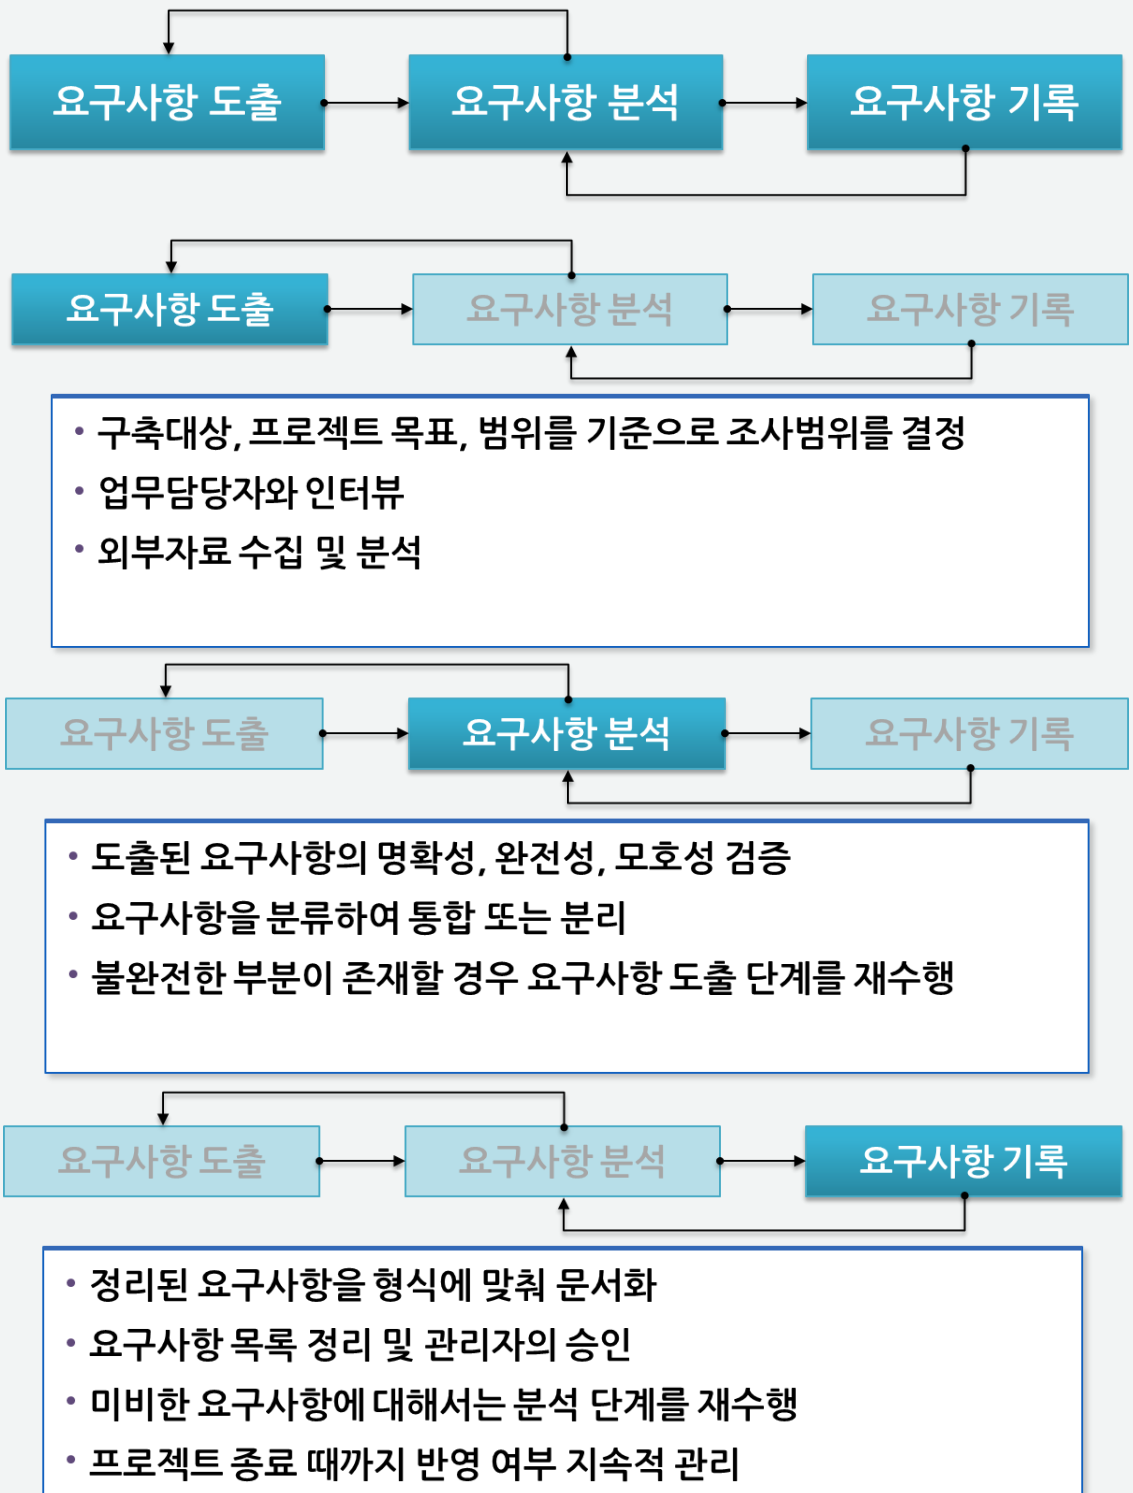 요구사항 도출
요구사항 분석
요구사항 기록
요구사항 도출
요구사항 분석
요구사항 기록
• 구축대상, 프로젝트 목표, 범위를 기준으로 조사범위를 결정
• 업무담당자와 인터뷰
• 외부자료 수집 및 분석
요구사항 도출
요구사항 분석
요구사항 기록
• 도출된 요구사항의 명확성, 완전성, 모호성 검증
• 요구사항을 분류하여 통합 또는 분리
• 불완전한 부분이 존재할 경우 요구사항 도출 단계를 재수행
요구사항 도출
요구사항 분석
요구사항 기록
• 정리된 요구사항을 형식에 맞춰 문서화
• 요구사항 목록 정리 및 관리자의 승인
• 미비한 요구사항에 대해서는 분석 단계를 재수행
• 프로젝트 종료 때까지 반영 여부 지속적 관리